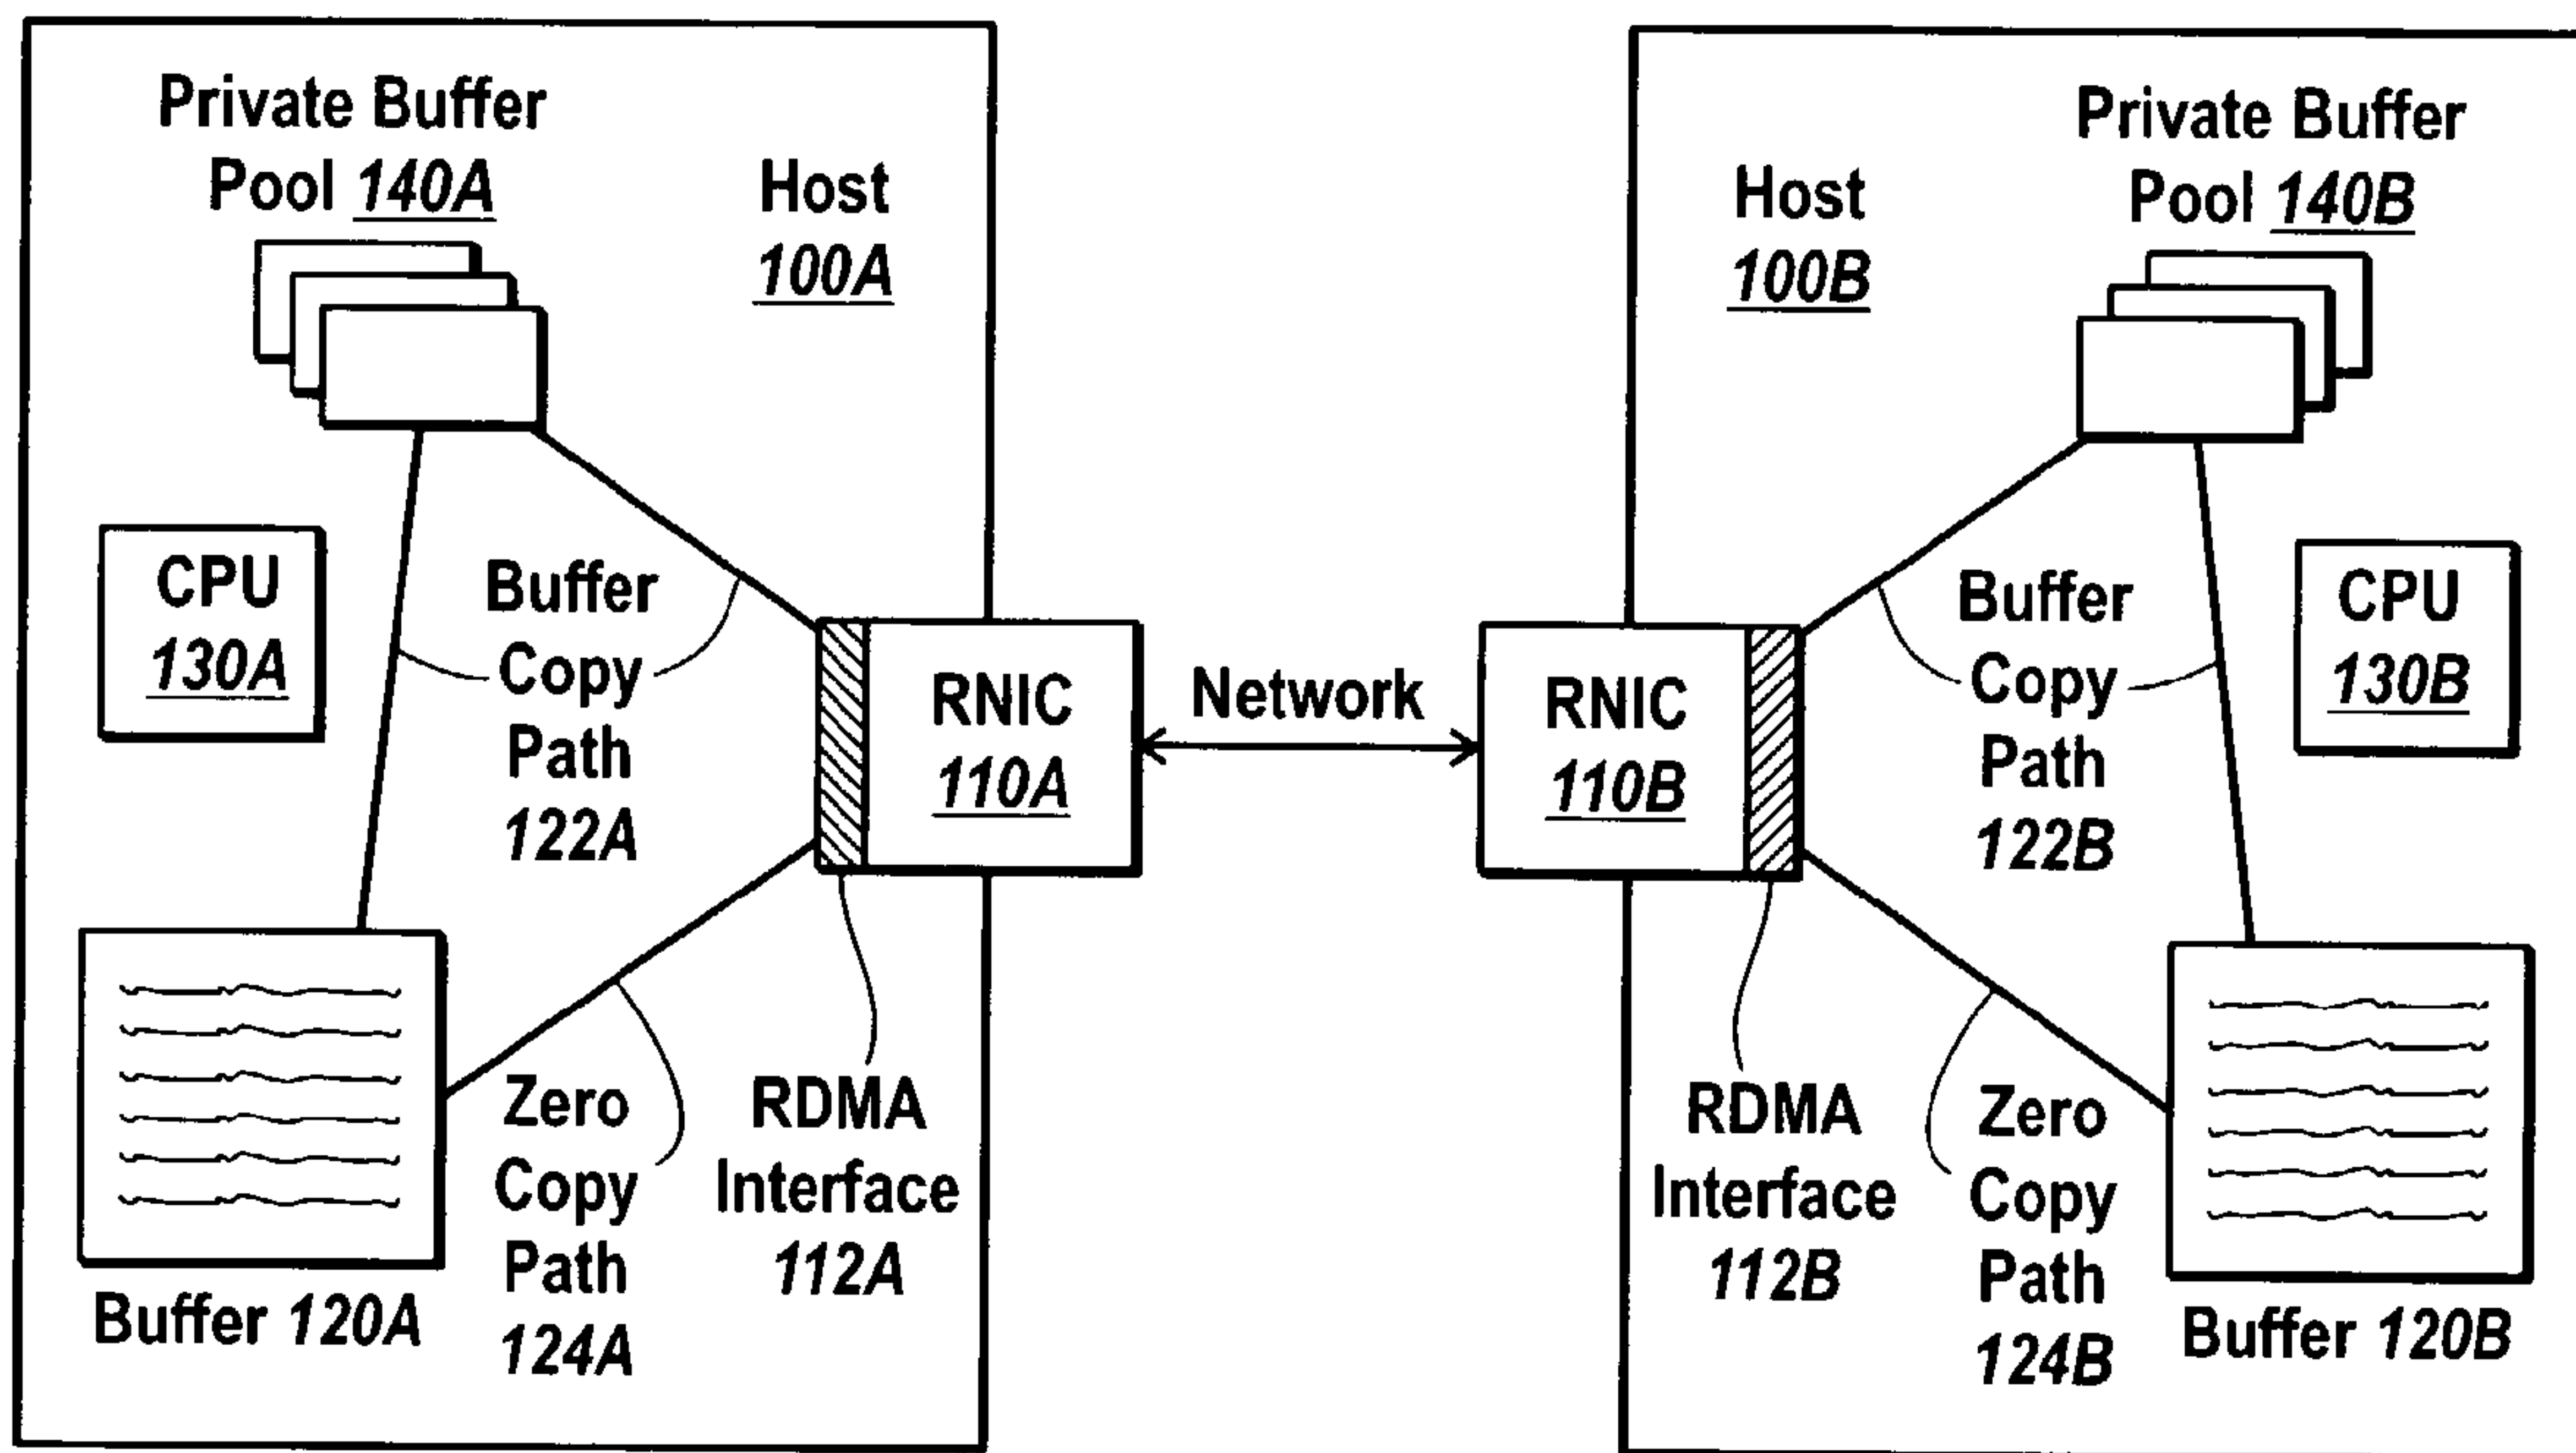 Private Buffer
Pool 140A
Host
100A
CPU
130A
Buffer
Copy
Path
122A
RNIC
110A
Buffer 120A
Zero
Copy
Path
124A
RDMA
Interface
112A
Network
Host
100B
Private Buffer
Pool 140B
RNIC
110B
Buffer
Copy
Path
122B
CPU
130B
RDMA
Interface
112B
Zero
Copy
Path
124B
Buffer 120B